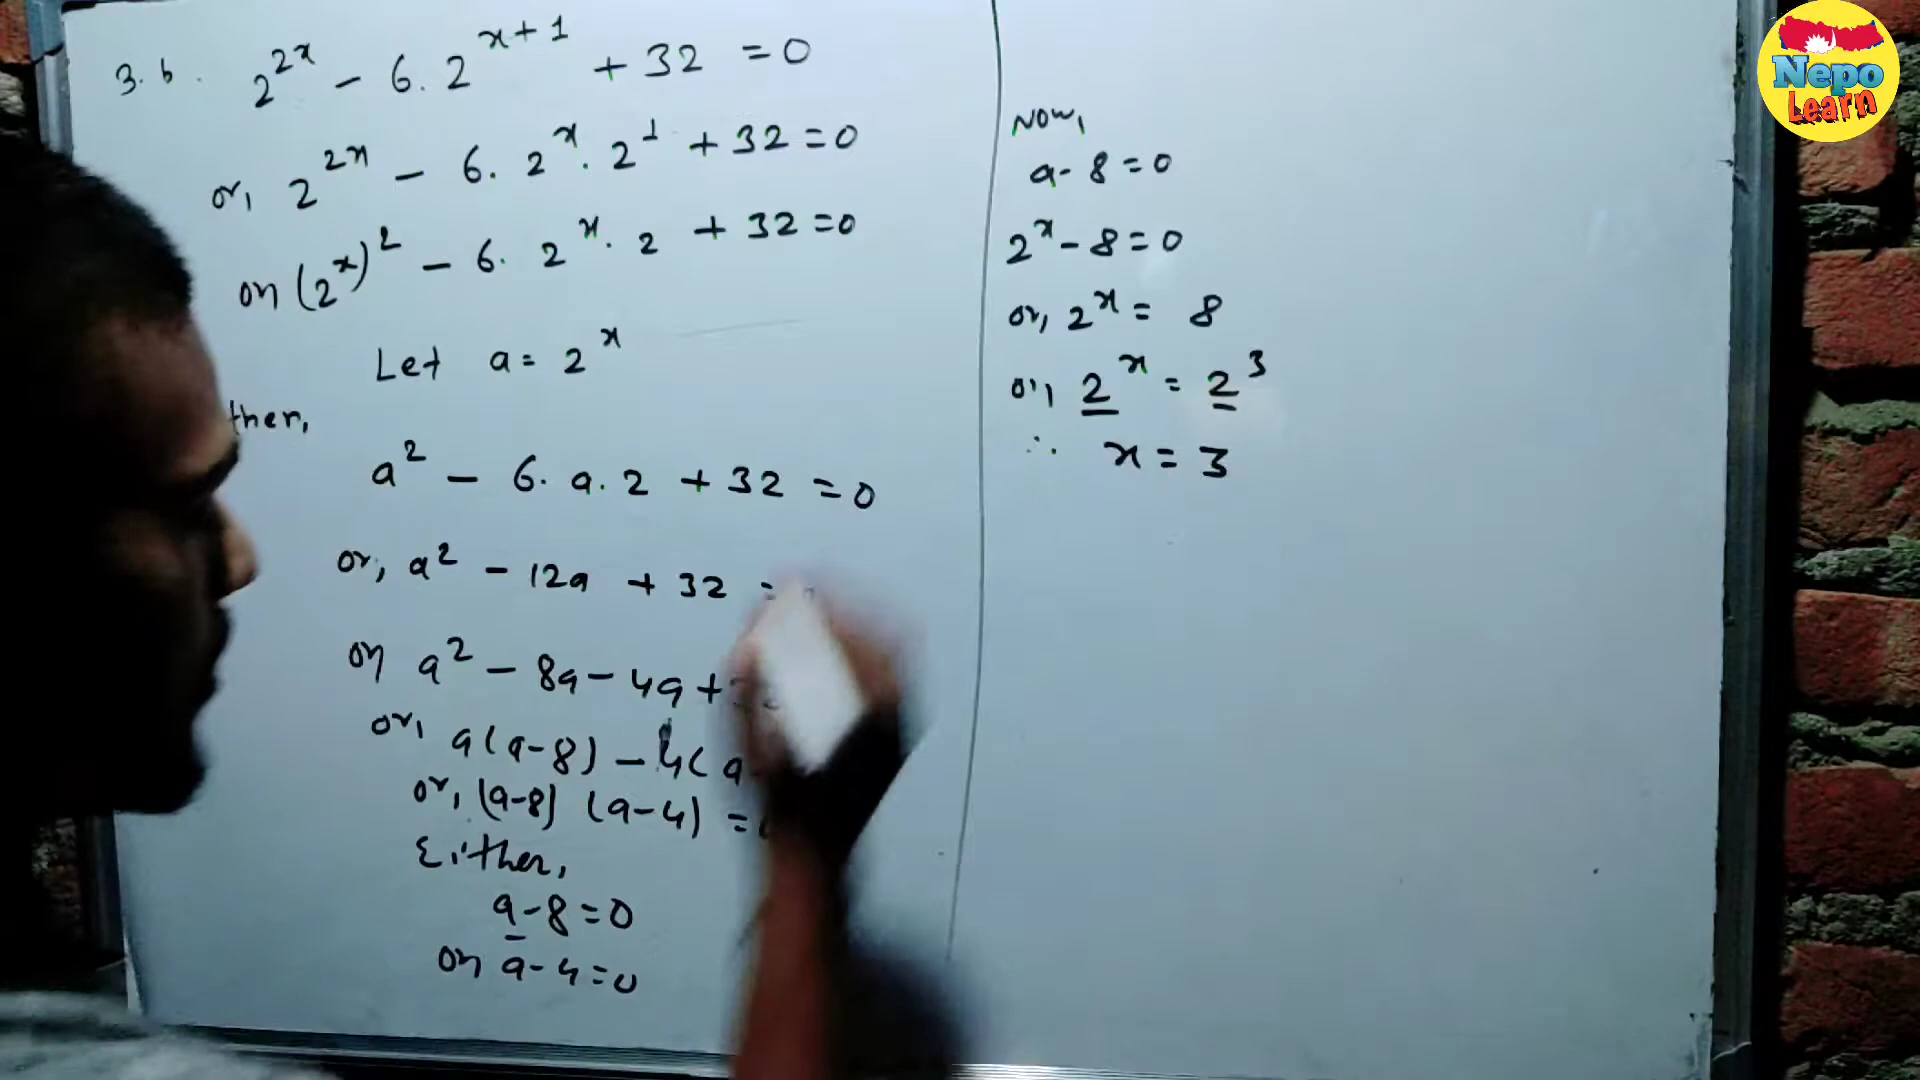 3. b. 2^{2x} - 6. 2^{x+1} + 32 = 0
or, 2^{2x} - 6. 2^x. 2^1 + 32 = 0
or (2^x)^2 - 6. 2^x. 2 + 32 = 0
Let a = 2^x
ther,
a^2 - 6. a. 2 + 32 = 0
or, a^2 - 12a + 32 =
or a^2 - 8a - 4a +
or, a(a-8) - 4(a
or, (a-8) (a-4) =
Either,
a-8=0
or a-4=0
Now,
a-8=0
2^x - 8 = 0
or, 2^x = 8
or, 2^x = 2^3
∴ x = 3
Nepo
Learn